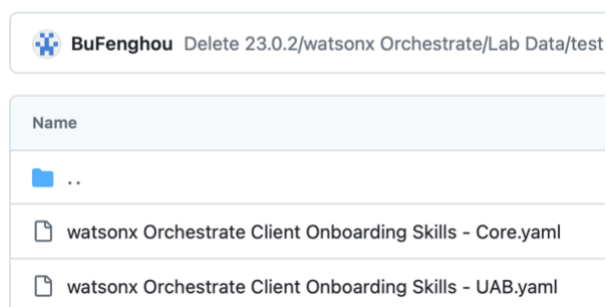 BuFenghou Delete 23.0.2/watsonx Orchestrate/Lab Data/test
Name
..
watsonx Orchestrate Client Onboarding Skills - Core.yaml
watsonx Orchestrate Client Onboarding Skills - UAB.yaml